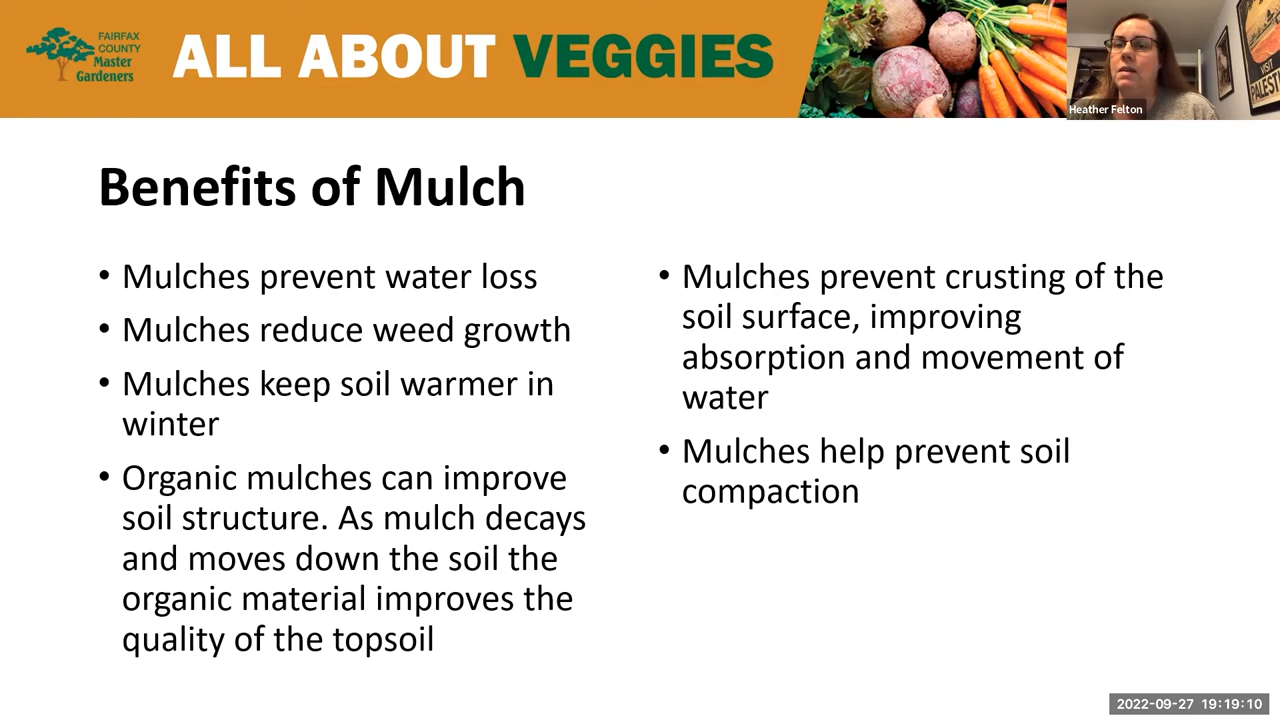 FAIRFAX
COUNTY
Master
Gardeners
ALL ABOUT VEGGIES
VISIT
PALEST
Heather Felton
Benefits of Mulch
• Mulches prevent water loss
• Mulches reduce weed growth
• Mulches keep soil warmer in
winter
• Organic mulches can improve
soil structure. As mulch decays
and moves down the soil the
organic material improves the
quality of the topsoil
• Mulches prevent crusting of the
soil surface, improving
absorption and movement of
water
• Mulches help prevent soil
compaction
2022-09-27 19:19:10